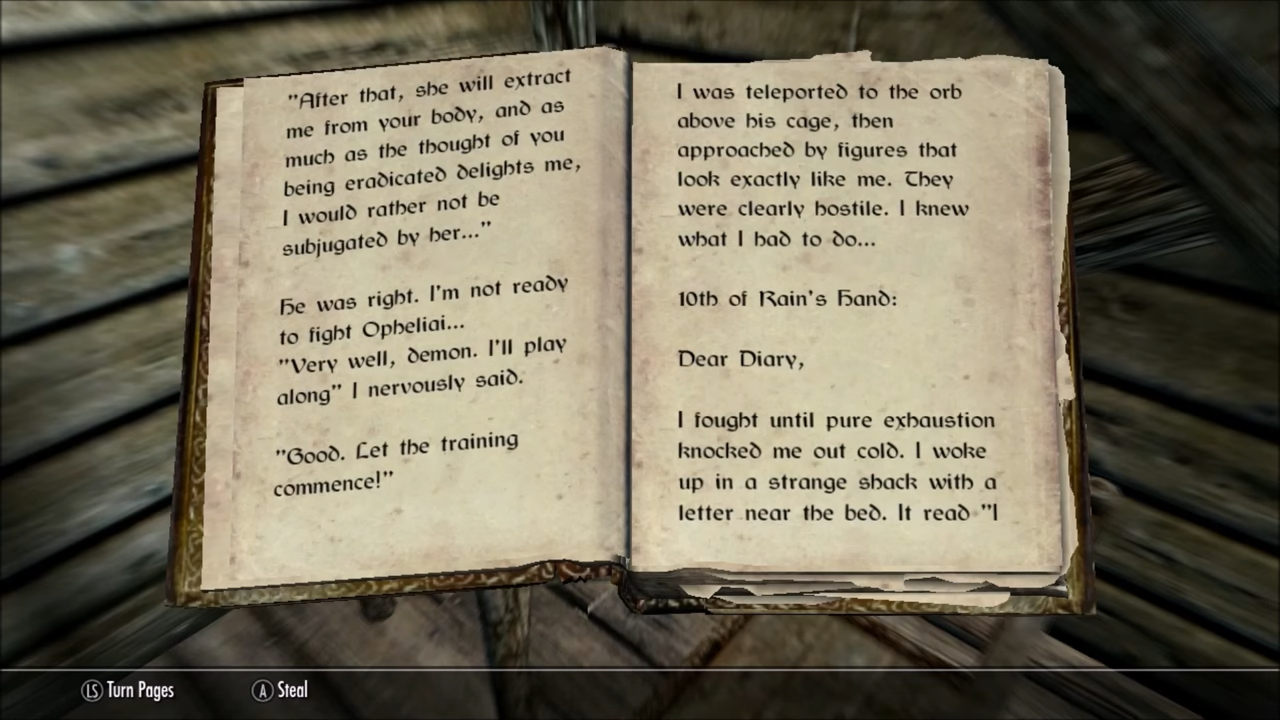 "After that, she will extract
me from your body, and as
much as the thought of you
being eradicated delights me,
I would rather not be
subjugated by her..."
He was right. I'm not ready
to fight Opheliai...
"Very well, demon. I'll play
along" I nervously said.
"Good. Let the training
commence!"
I was teleported to the orb
above his cage, then
approached by figures that
look exactly like me. They
were clearly hostile. I knew
what I had to do...
10th of Rain's Hand:
Dear Diary,
I fought until pure exhaustion
knocked me out cold. I woke
up in a strange shack with a
letter near the bed. It read "I
LS Turn Pages
A Steal